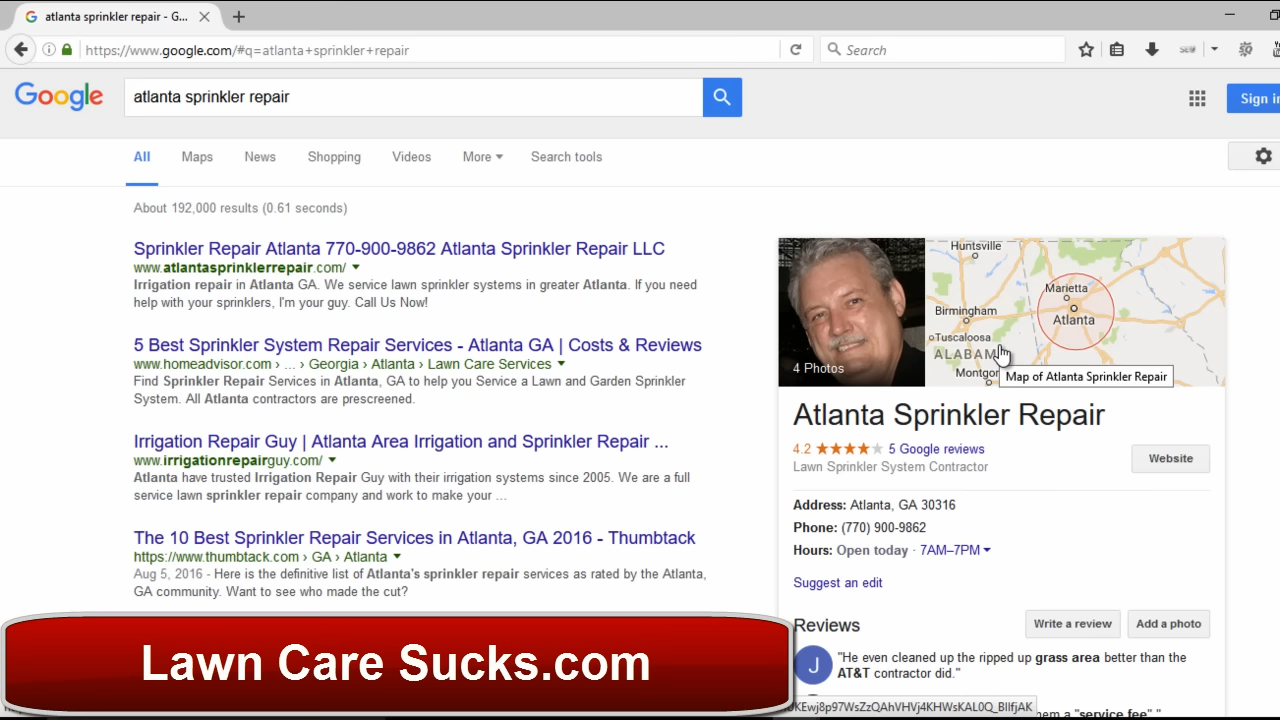 atlanta sprinkler repair - G...
https://www.google.com/#q=atlanta+sprinkler+repair
Search
Google
atlanta sprinkler repair
Sign in
All
Maps
News
Shopping
Videos
More
Search tools
About 192,000 results (0.61 seconds)
Sprinkler Repair Atlanta 770-900-9862 Atlanta Sprinkler Repair LLC
www.atlantasprinklerrepair.com/
Irrigation repair in Atlanta GA. We service lawn sprinkler systems in greater Atlanta. If you need
help with your sprinklers, I'm your guy. Call Us Now!
5 Best Sprinkler System Repair Services - Atlanta GA | Costs & Reviews
www.homeadvisor.com › ... › Georgia › Atlanta › Lawn Care Services
Find Sprinkler Repair Services in Atlanta, GA to help you Service a Lawn and Garden Sprinkler
System. All Atlanta contractors are prescreened.
Irrigation Repair Guy | Atlanta Area Irrigation and Sprinkler Repair ...
www.irrigationrepairguy.com/
Atlanta have trusted Irrigation Repair Guy with their irrigation systems since 2005. We are a full
service lawn sprinkler repair company and work to make your ...
The 10 Best Sprinkler Repair Services in Atlanta, GA 2016 - Thumbtack
https://www.thumbtack.com › GA › Atlanta
Aug 5, 2016 - Here is the definitive list of Atlanta's sprinkler repair services as rated by the Atlanta,
GA community. Want to see who made the cut?
Lawn Care Sucks.com
4 Photos
Huntsville
Marietta
Birmingham
Atlanta
Tuscaloosa
ALABAM
Montgor
Map of Atlanta Sprinkler Repair
Atlanta Sprinkler Repair
4.2 5 Google reviews
Lawn Sprinkler System Contractor
Website
Address: Atlanta, GA 30316
Phone: (770) 900-9862
Hours: Open today · 7AM–7PM
Suggest an edit
Reviews
Write a review
Add a photo
J
"He even cleaned up the ripped up grass area better than the
AT&T contractor did."
em a "service fee"."